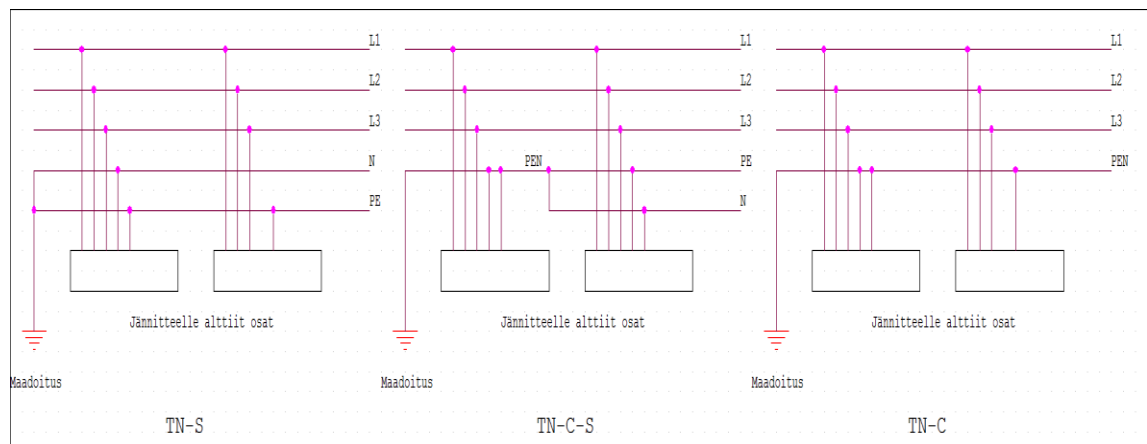 L1
L2
L3
N
PE
Jännitteelle alttiit osat
Maadoitus
TN-S
L1
L2
L3
PEN
PE
N
Jännitteelle alttiit osat
Maadoitus
TN-C-S
L1
L2
L3
PEN
Jännitteelle alttiit osat
Maadoitus
TN-C